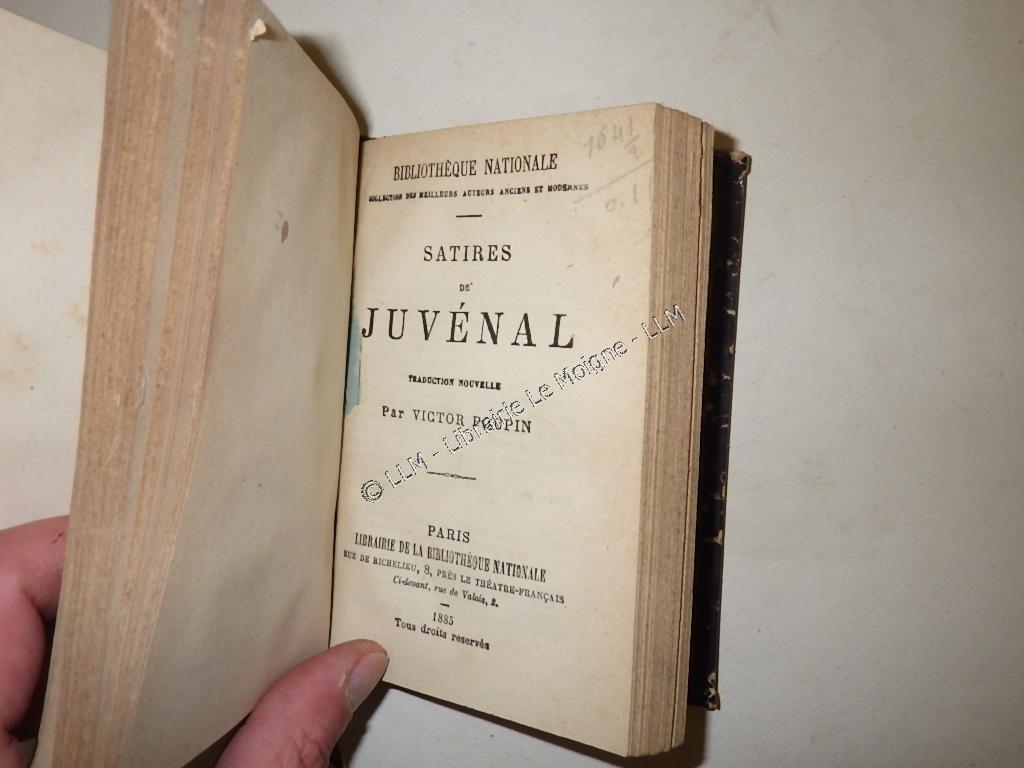 BIBLIOTHÈQUE NATIONALE
COLLECTION DES MEILLEURS AUTEURS ANCIENS ET MODERNES
SATIRES
DE
JUVÉNAL
TRADUCTION NOUVELLE
Par VICTOR POUPIN
PARIS
LIBRAIRIE DE LA BIBLIOTHÈQUE NATIONALE
RUE DE RICHELIEU, 8, PRÈS LE THÉATRE-FRANÇAIS
Ci-devant, rue de Valois, 2.
1885
Tous droits reservés
© LLM - Librairie Le Moigne - LLM